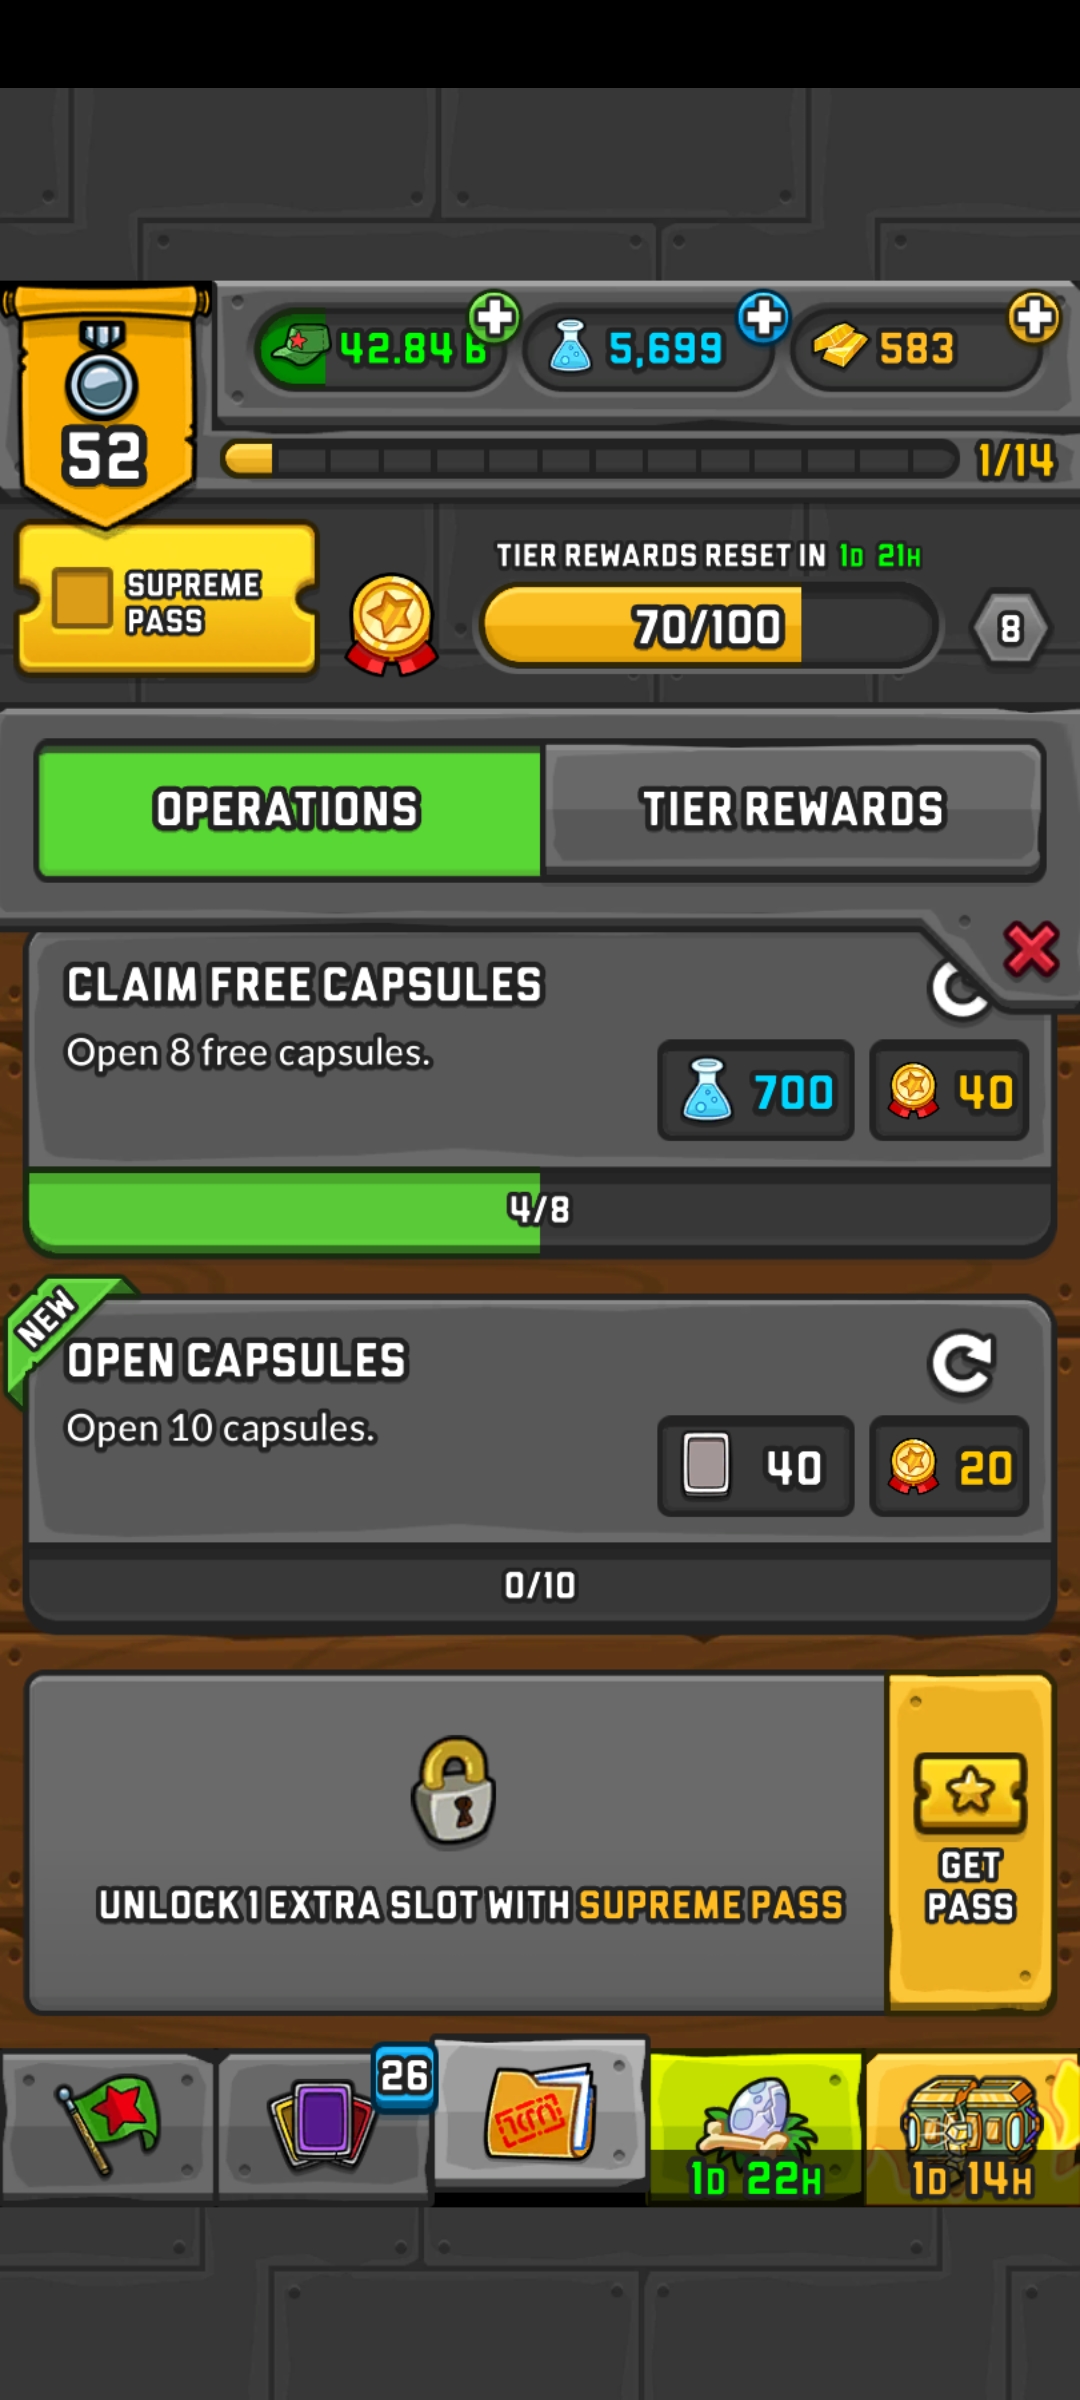 42.84 B
5,699
583
52
1/14
SUPREME
PASS
TIER REWARDS RESET IN 1D 21H
70/100
8
OPERATIONS
TIER REWARDS
CLAIM FREE CAPSULES
Open 8 free capsules.
700
40
4/8
NEW
OPEN CAPSULES
Open 10 capsules.
40
20
0/10
UNLOCK 1 EXTRA SLOT WITH SUPREME PASS
GET
PASS
26
1D 22H
1D 14H